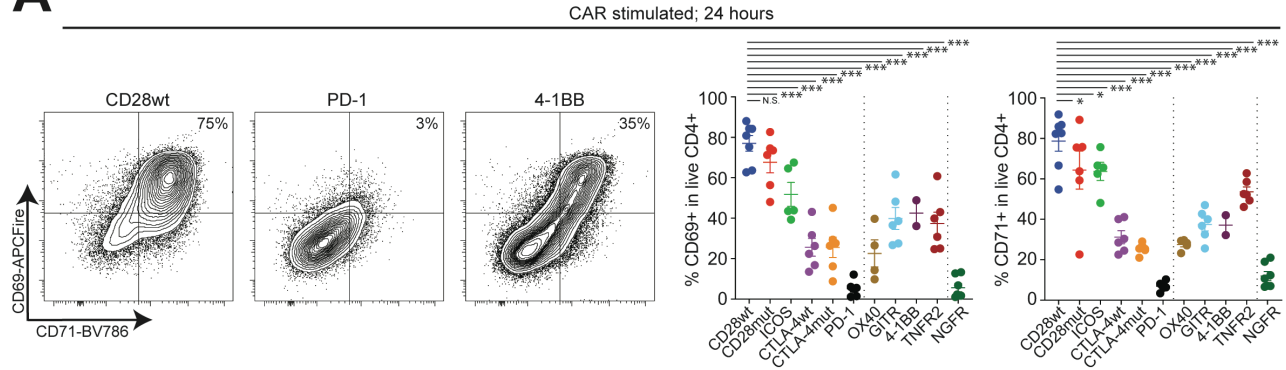 A
CAR stimulated; 24 hours
CD28wt
75%
PD-1
3%
4-1BB
35%
CD69-APCFire
CD71-BV786
% CD69+ in live CD4+
100
80
60
40
20
0
***
***
***
***
***
***
***
***
***
N.S.
CD28wt
CD28mut
ICOS
CTLA-4wt
CTLA-4mut
PD-1
OX40
GITR
4-1BB
TNFR2
NGFR
% CD71+ in live CD4+
100
80
60
40
20
0
***
***
***
***
***
***
***
***
*
*
CD28wt
CD28mut
ICOS
CTLA-4wt
CTLA-4mut
PD-1
OX40
GITR
4-1BB
TNFR2
NGFR